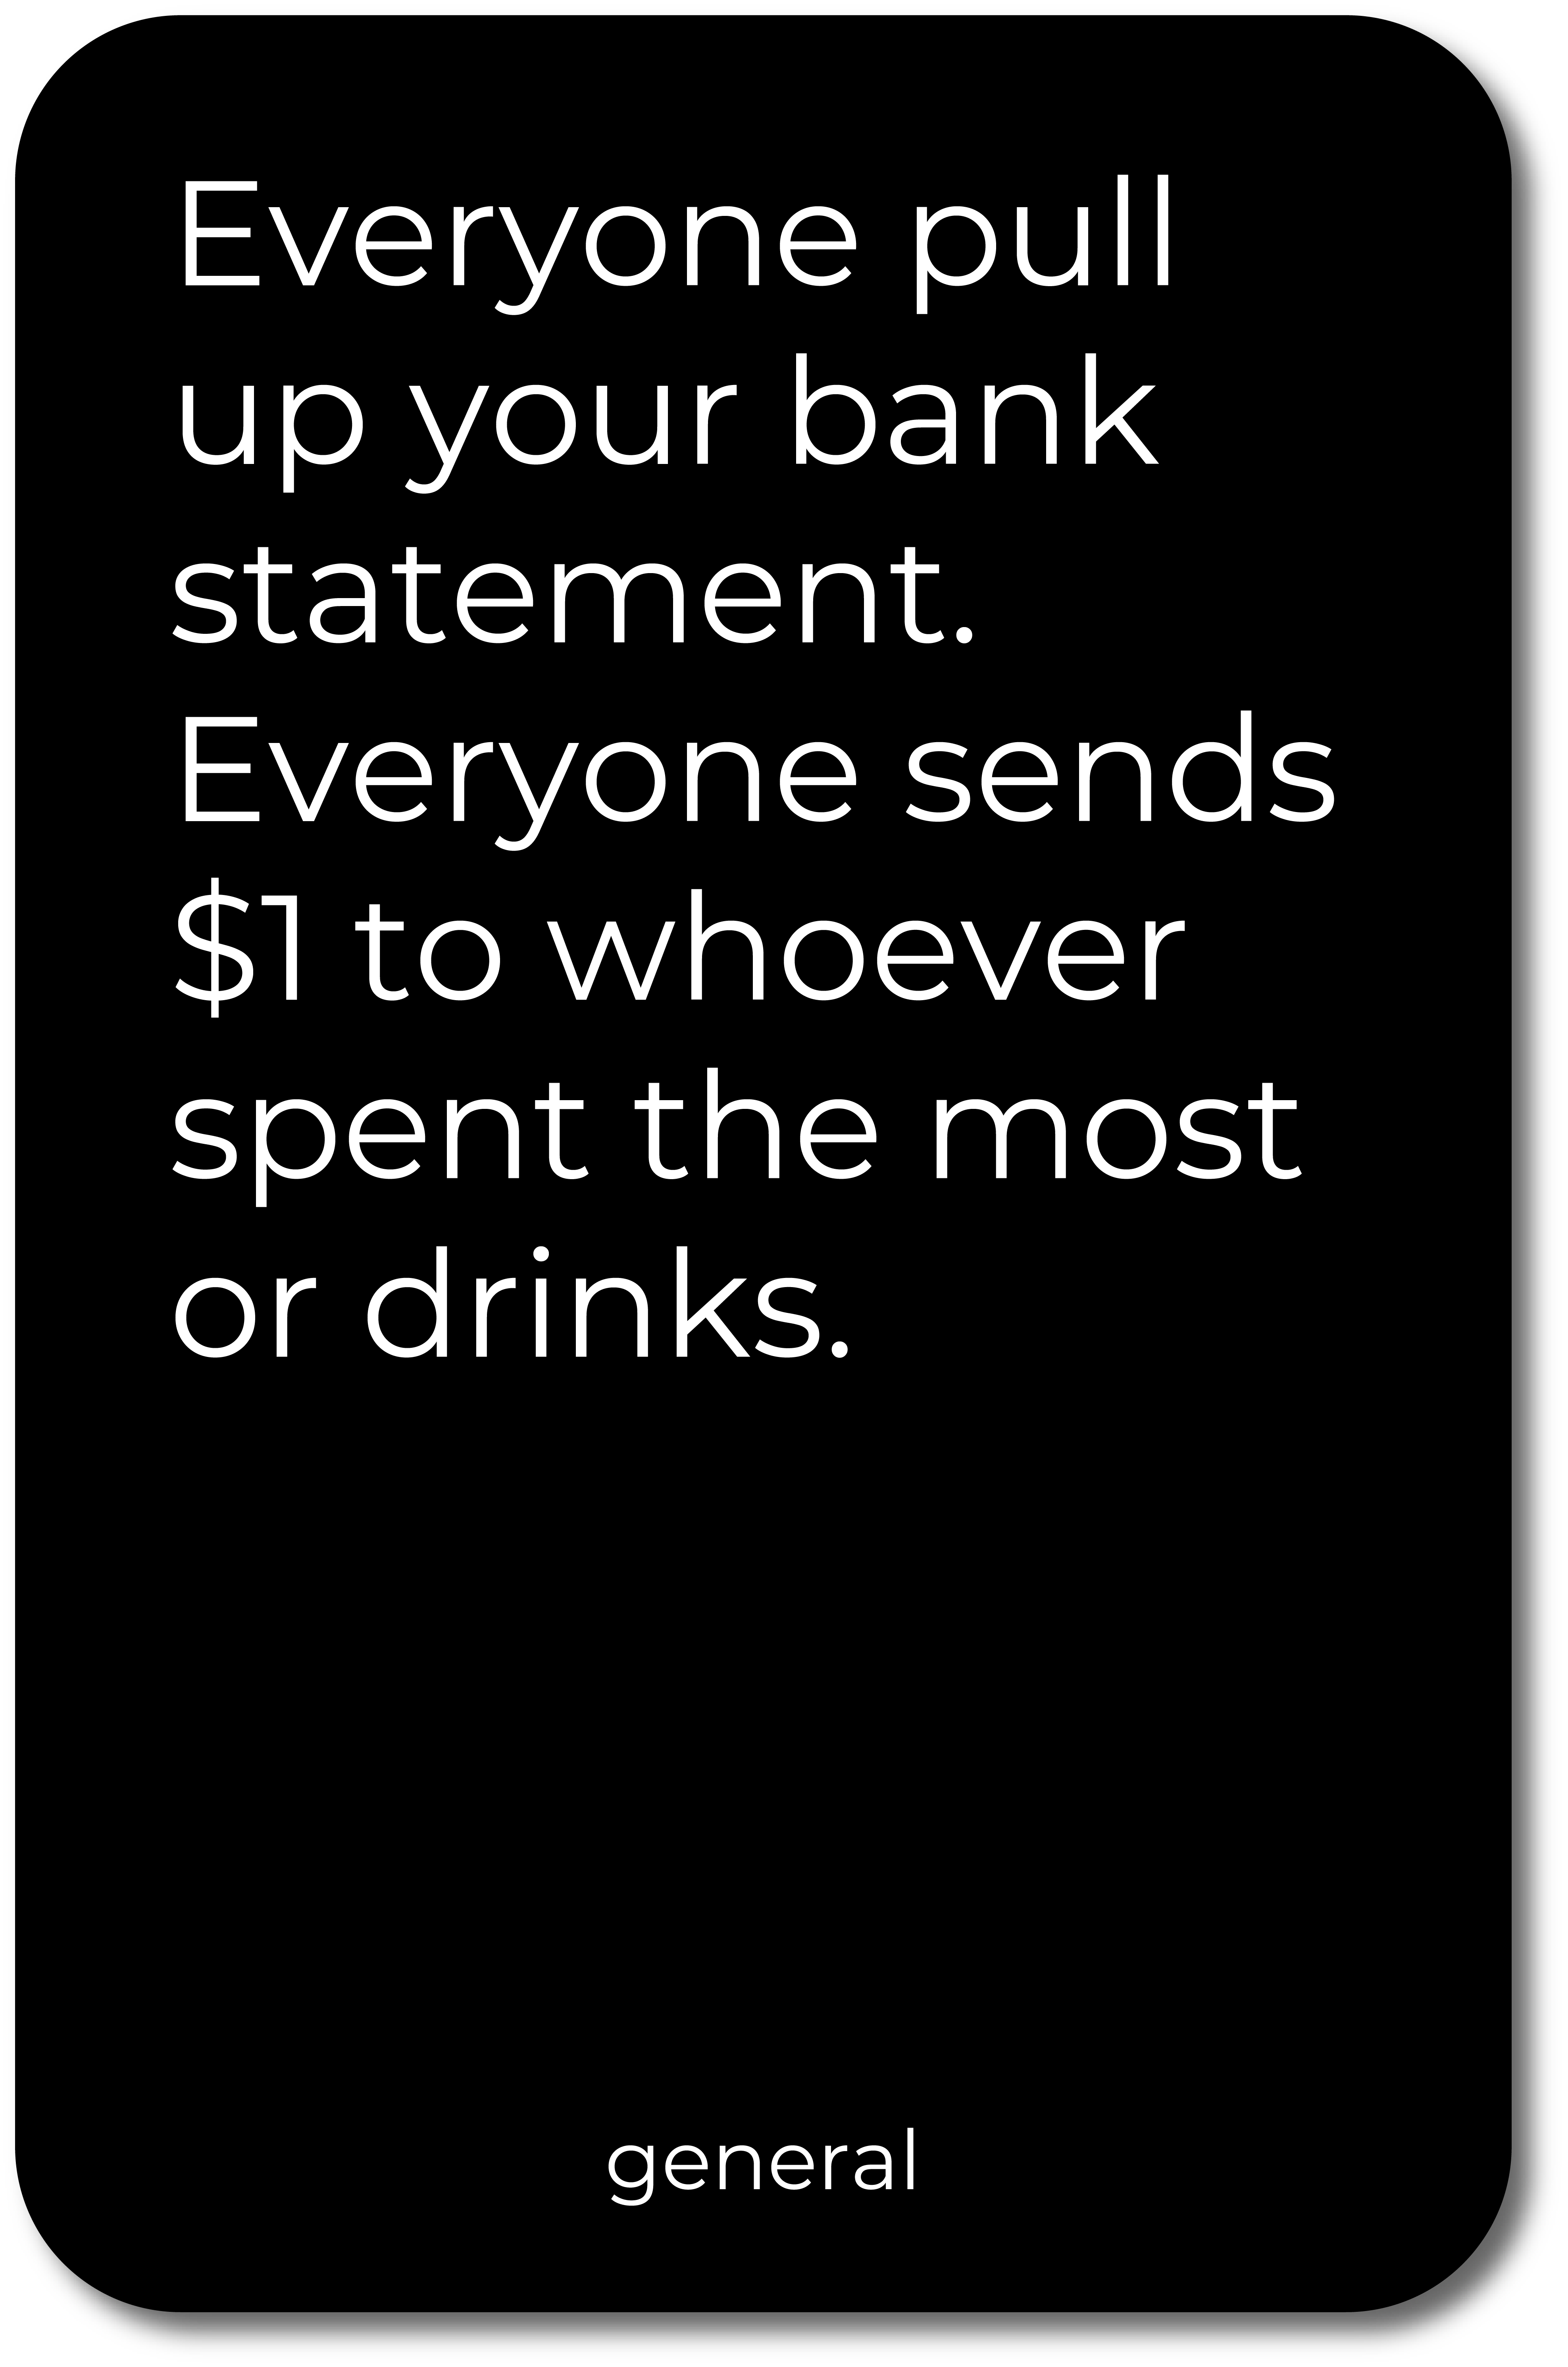 Everyone pull
up your bank
statement.
Everyone sends
$1 to whoever
spent the most
or drinks.
general